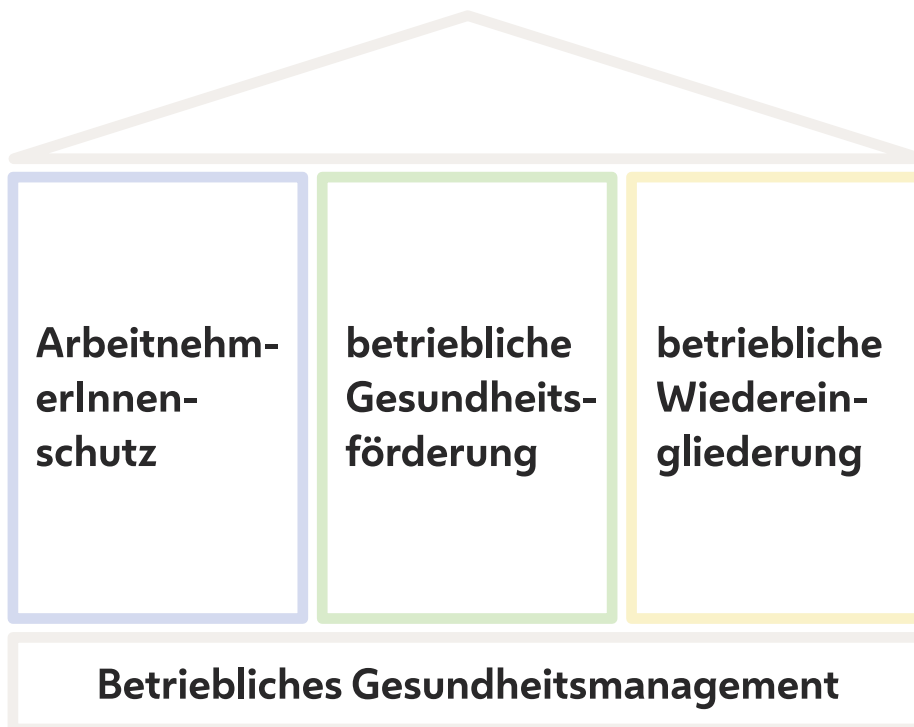 Arbeitnehm-
erInnen-
schutz
betriebliche
Gesundheits-
förderung
betriebliche
Wiederein-
gliederung
Betriebliches Gesundheitsmanagement